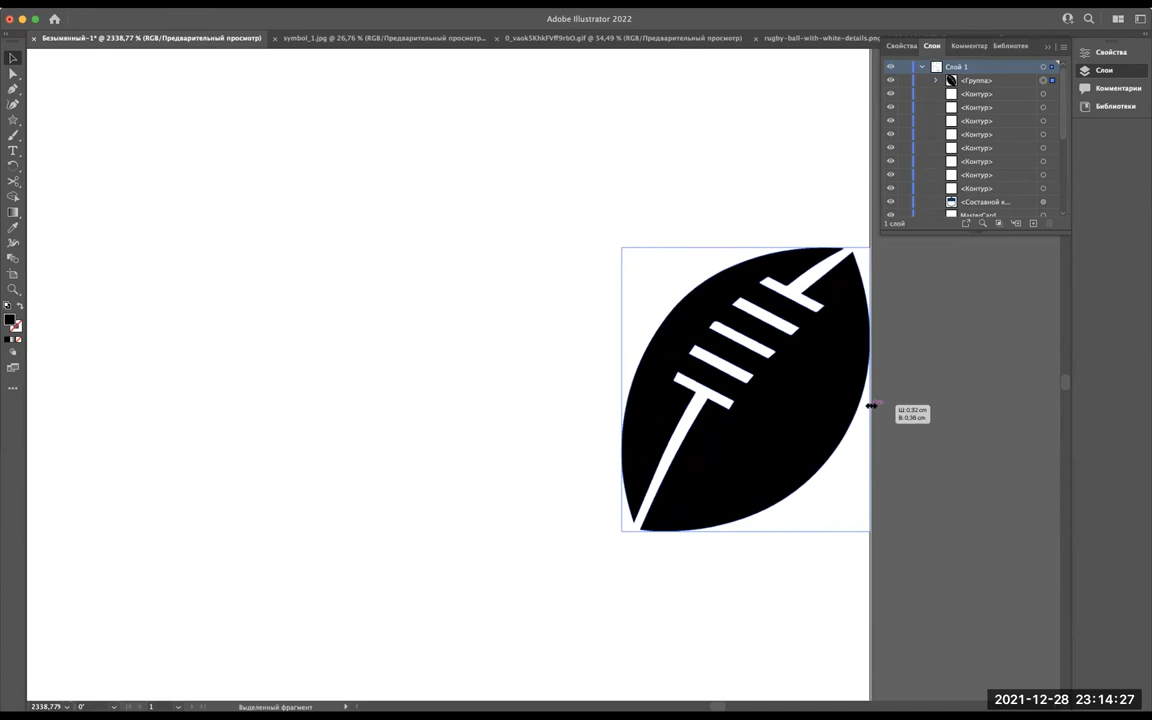 Adobe Illustrator 2022
Безымянный-1* @ 2338,77 % (RGB/Предварительный просмотр)
symbol_1.jpg @ 26,76 % (RGB/Предварительный просмотр...
0_vaok5KhkFVff9rbO.gif @ 54,49 % (RGB/Предварительный просмотр)
rugby-ball-with-white-details.png
Свойства
Слои
Комментар
Библиотек
Слой 1
<Группа>
<Контур>
<Контур>
<Контур>
<Контур>
<Контур>
<Контур>
<Контур>
<Контур>
<Составной к...
MasterCard
1 слой
Свойства
Слои
Комментарии
Библиотеки
Ш: 0,32 cm
В: 0,36 cm
2338,77%
0°
1
Выделенный фрагмент
2021-12-28 23:14:27